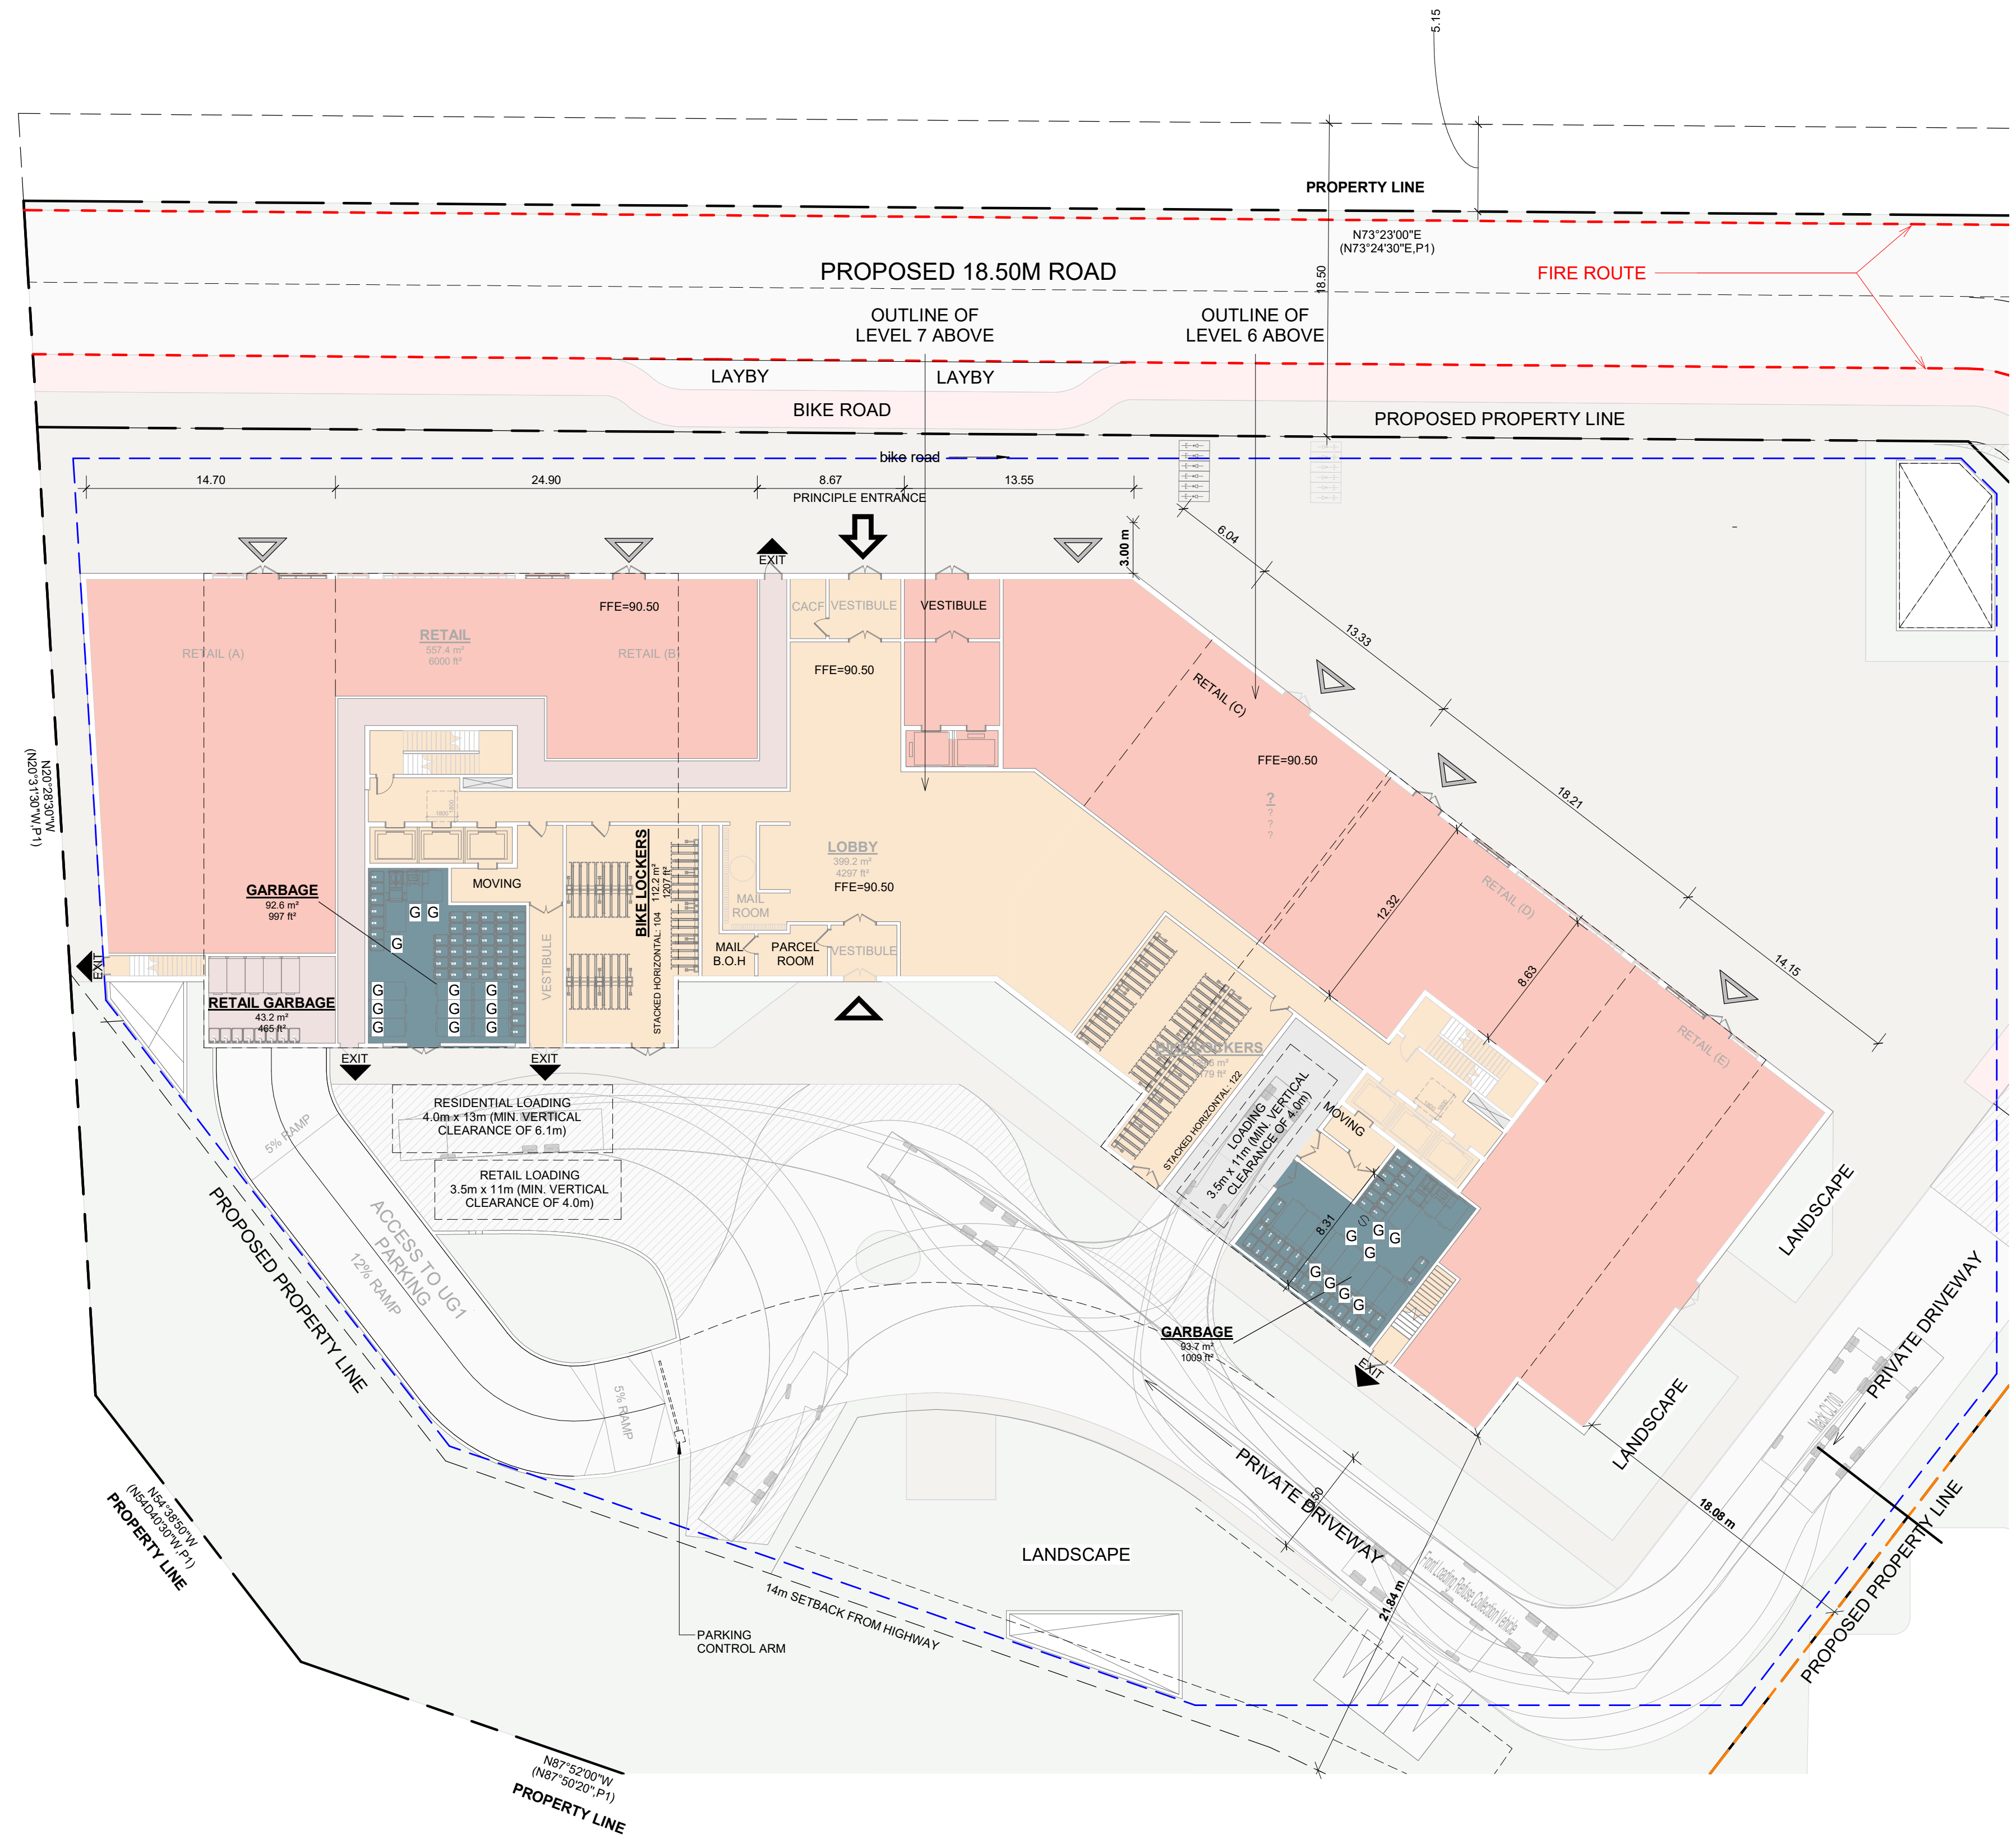 5.15
PROPERTY LINE
N73°23'00"E
(N73°24'30"E,P1)
PROPOSED 18.50M ROAD
18.50
FIRE ROUTE
OUTLINE OF
LEVEL 7 ABOVE
OUTLINE OF
LEVEL 6 ABOVE
LAYBY
LAYBY
BIKE ROAD
PROPOSED PROPERTY LINE
bike road
14.70
24.90
8.67
13.55
PRINCIPLE ENTRANCE
6.04
3.00 m
EXIT
FFE=90.50
CACF
VESTIBULE
VESTIBULE
RETAIL
557.4 m²
6000 ft²
RETAIL (A)
RETAIL (B)
FFE=90.50
13.33
RETAIL (C)
FFE=90.50
?
?
?
?
18.21
N20°28'30"W
(N20°31'30"W,P1)
BIKE LOCKERS
112.2 m²
1207 ft²
STACKED HORIZONTAL: 104
LOBBY
399.2 m²
4297 ft²
FFE=90.50
MOVING
GARBAGE
92.6 m²
997 ft²
G G
G
MAIL
ROOM
RETAIL (D)
12.32
8.63
14.15
MAIL
B.O.H
PARCEL
ROOM
VESTIBULE
VESTIBULE
EXIT
G G G
G G G
G G G
RETAIL GARBAGE
43.2 m²
465 ft²
RETAIL (E)
EXIT
EXIT
RESIDENTIAL LOADING
4.0m x 13m (MIN. VERTICAL
CLEARANCE OF 6.1m)
RETAIL LOADING
3.5m x 11m (MIN. VERTICAL
CLEARANCE OF 4.0m)
STACKED HORIZONTAL: 122
LOADING
3.5m x 11m (MIN. VERTICAL
CLEARANCE OF 4.0m)
MOVING
5% RAMP
ACCESS TO UG1
PARKING
12% RAMP
5% RAMP
PROPOSED PROPERTY LINE
8.31
G G G
G
G G G G
GARBAGE
93.7 m²
1009 ft²
EXIT
LANDSCAPE
LANDSCAPE
PRIVATE DRIVEWAY
PRIVATE DRIVEWAY
18.08 m
21.84 m
Front Loading Refuse Collection Vehicle
PROPOSED PROPERTY LINE
LANDSCAPE
14m SETBACK FROM HIGHWAY
PARKING
CONTROL ARM
N54°38'50"W
(N54D40'30"W,P1)
PROPERTY LINE
N87°52'00"W
(N87°50'20",P1)
PROPERTY LINE